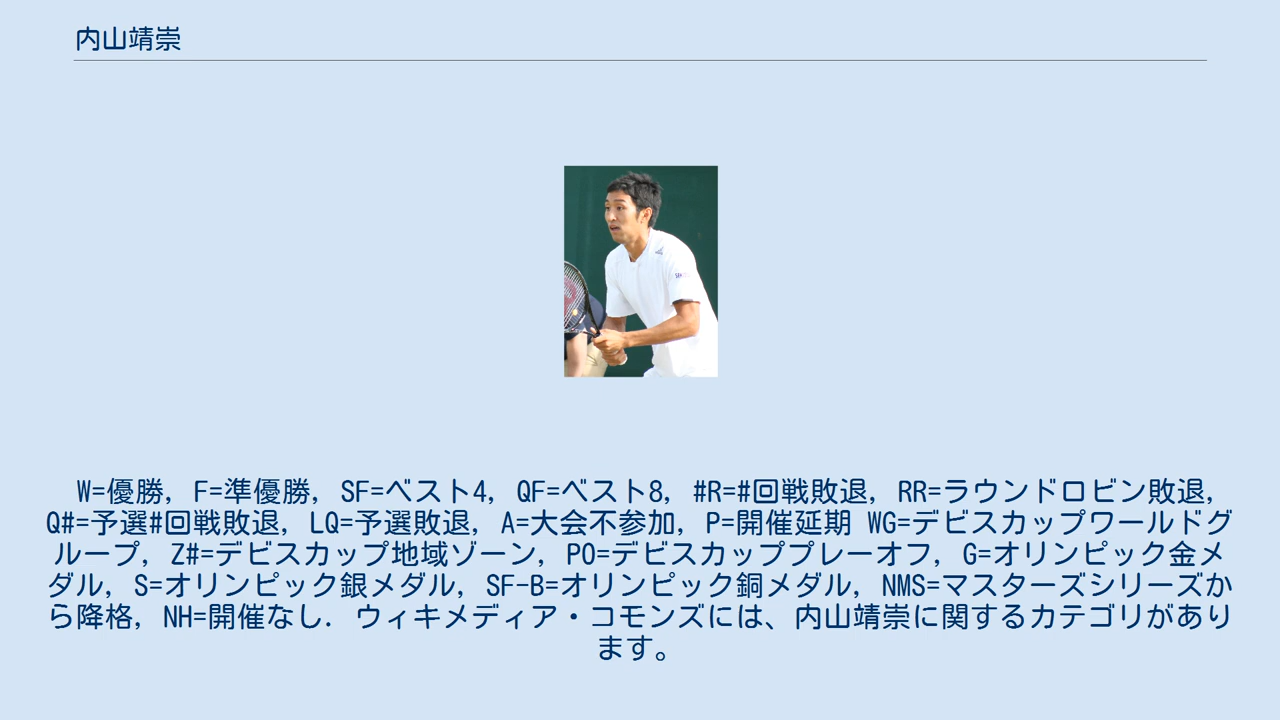 内山靖崇
W=優勝, F=準優勝, SF=ベスト4, QF=ベスト8, #R=#回戦敗退, RR=ラウンドロビン敗退,
Q#=予選#回戦敗退, LQ=予選敗退, A=大会不参加, P=開催延期 WG=デビスカップワールドグ
ループ, Z#=デビスカップ地域ゾーン, PO=デビスカッププレーオフ, G=オリンピック金メ
ダル, S=オリンピック銀メダル, SF-B=オリンピック銅メダル, NMS=マスターズシリーズか
ら降格, NH=開催なし. ウィキメディア・コモンズには、内山靖崇に関するカテゴリがあり
ます。